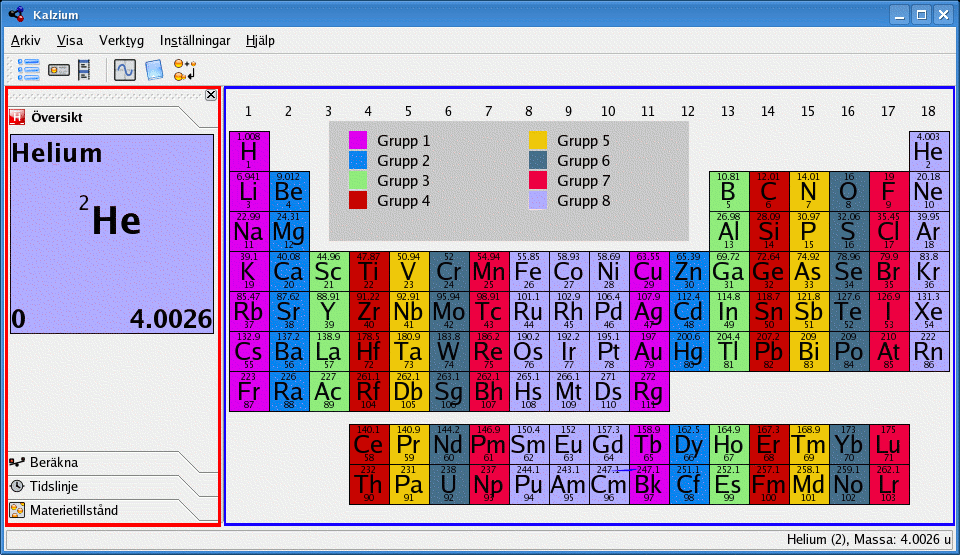 Kalzium
Arkiv Visa Verktyg Inställningar Hjälp
Översikt
Helium
2He
0 4.0026
Beräkna
Tidslinje
Materietillstånd
1 2 3 4 5 6 7 8 9 10 11 12 13 14 15 16 17 18
Grupp 1 Grupp 5
Grupp 2 Grupp 6
Grupp 3 Grupp 7
Grupp 4 Grupp 8
1.008 4.003
H He
1 2
6.941 9.012 10.81 12.01 14.01 16 19 20.18
Li Be B C N O F Ne
3 4 5 6 7 8 9 10
22.99 24.31 26.98 28.09 30.97 32.06 35.45 39.95
Na Mg Al Si P S Cl Ar
11 12 13 14 15 16 17 18
39.1 40.08 44.96 47.87 50.94 52 54.94 55.85 58.93 58.69 63.55 65.39 69.72 72.64 74.92 78.96 79.9 83.8
K Ca Sc Ti V Cr Mn Fe Co Ni Cu Zn Ga Ge As Se Br Kr
19 20 21 22 23 24 25 26 27 28 29 30 31 32 33 34 35 36
85.47 87.62 88.91 91.22 92.91 95.94 98.91 101.1 102.9 106.4 107.9 112.4 114.8 118.7 121.8 127.6 126.9 131.3
Rb Sr Y Zr Nb Mo Tc Ru Rh Pd Ag Cd In Sn Sb Te I Xe
37 38 39 40 41 42 43 44 45 46 47 48 49 50 51 52 53 54
132.9 137.2 138.9 178.5 180.9 183.8 186.2 190.2 192.2 195.1 197 200.6 204.4 207.2 209 209 210 222
Cs Ba La Hf Ta W Re Os Ir Pt Au Hg Tl Pb Bi Po At Rn
55 56 57 72 73 74 75 76 77 78 79 80 81 82 83 84 85 86
223 226 227 261.1 262.1 263.1 262.1 265.1 266.1 271 272
Fr Ra Ac Rf Db Sg Bh Hs Mt Ds Rg
87 88 89 104 105 106 107 108 109 110 111
140.1 140.9 144.2 146.9 150.4 152 157.3 158.9 162.5 164.9 167.3 168.9 173 175
Ce Pr Nd Pm Sm Eu Gd Tb Dy Ho Er Tm Yb Lu
58 59 60 61 62 63 64 65 66 67 68 69 70 71
232 231 238 237 244.1 243.1 247.1 247.1 251.1 252.1 257.1 258.1 259.1 262.1
Th Pa U Np Pu Am Cm Bk Cf Es Fm Md No Lr
90 91 92 93 94 95 96 97 98 99 100 101 102 103
Helium (2), Massa: 4.0026 u